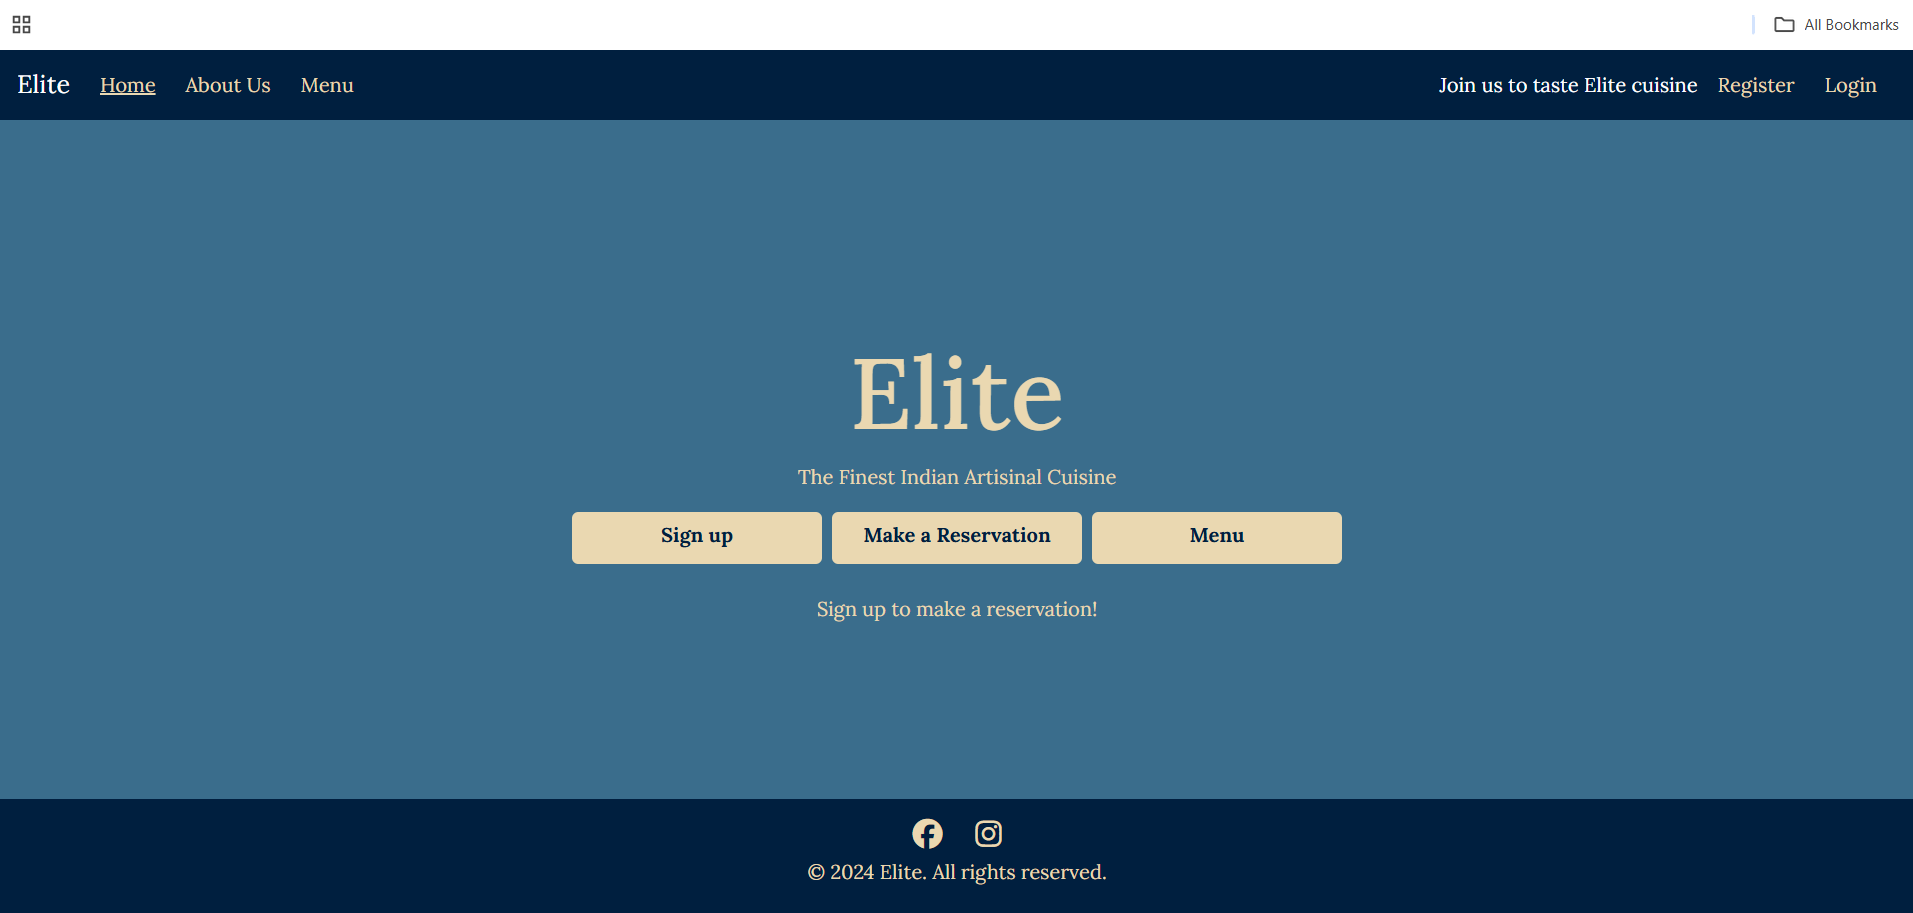 All Bookmarks
Elite Home About Us Menu Join us to taste Elite cuisine Register Login
Elite
The Finest Indian Artisinal Cuisine
Sign up Make a Reservation Menu
Sign up to make a reservation!
© 2024 Elite. All rights reserved.